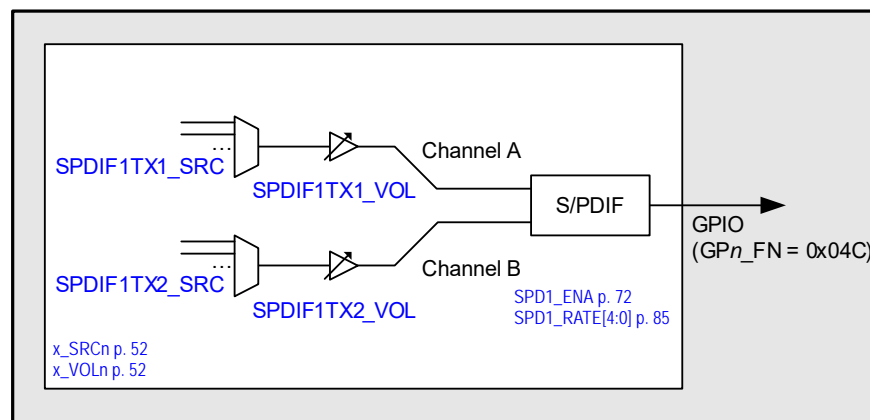 ...
SPDIF1TX1_SRC
SPDIF1TX1_VOL
Channel A
S/PDIF
GPIO
(GPn_FN = 0x04C)
...
SPDIF1TX2_SRC
SPDIF1TX2_VOL
Channel B
SPD1_ENA p. 72
SPD1_RATE[4:0] p. 85
x_SRCn p. 52
x_VOLn p. 52